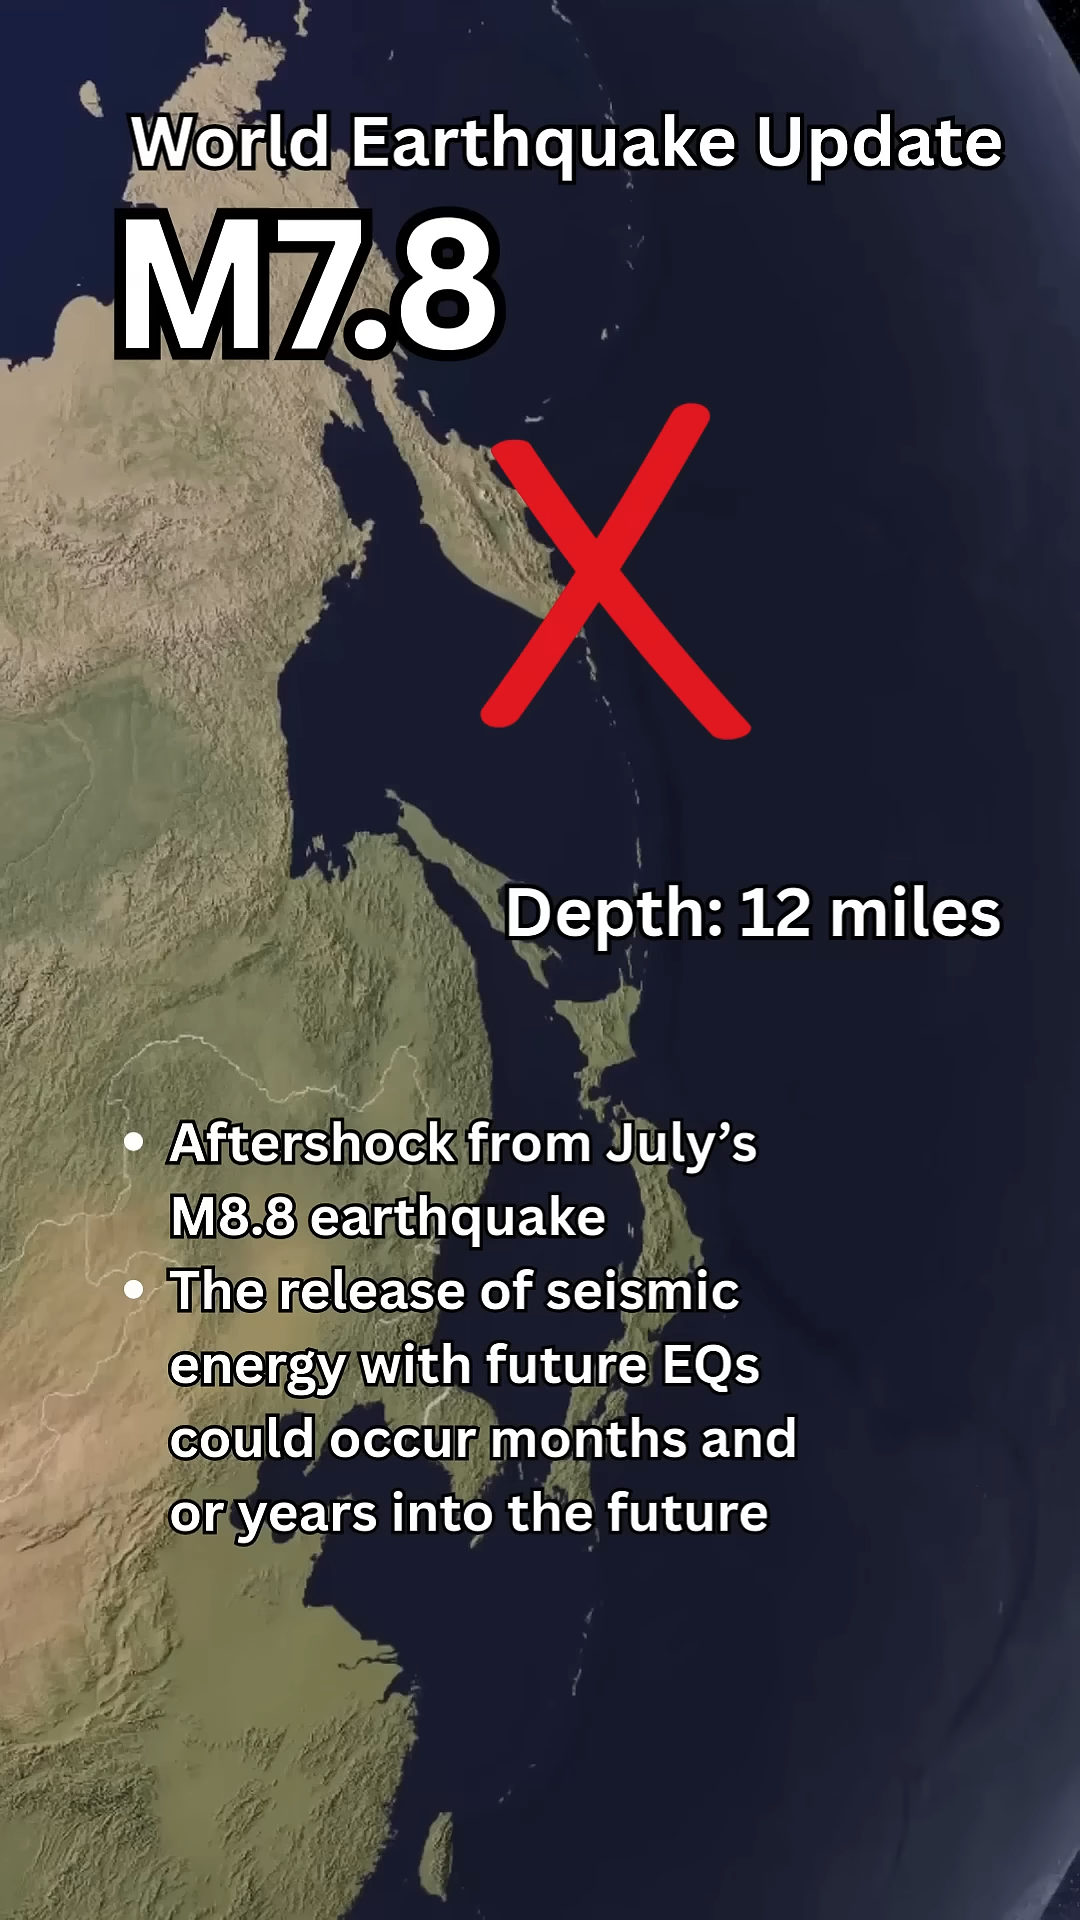 World Earthquake Update
M7.8
Depth: 12 miles
• Aftershock from July’s
M8.8 earthquake
• The release of seismic
energy with future EQs
could occur months and
or years into the future